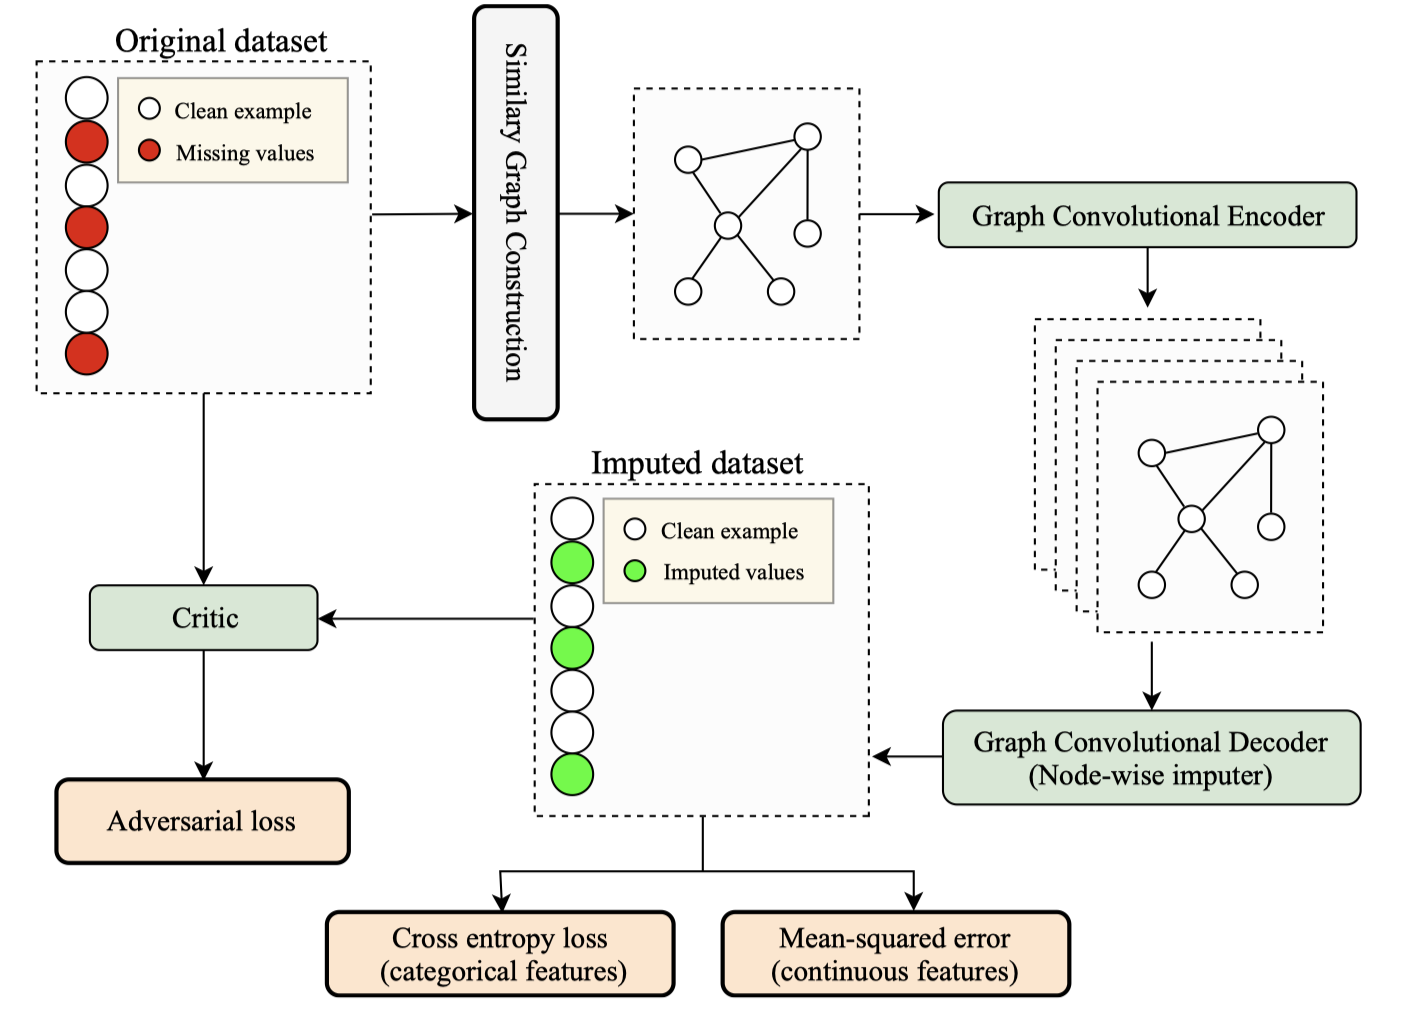 Original dataset
Clean example
Missing values
Similary Graph Construction
Graph Convolutional Encoder
Imputed dataset
Clean example
Imputed values
Critic
Graph Convolutional Decoder
(Node-wise imputer)
Adversarial loss
Cross entropy loss
(categorical features)
Mean-squared error
(continuous features)